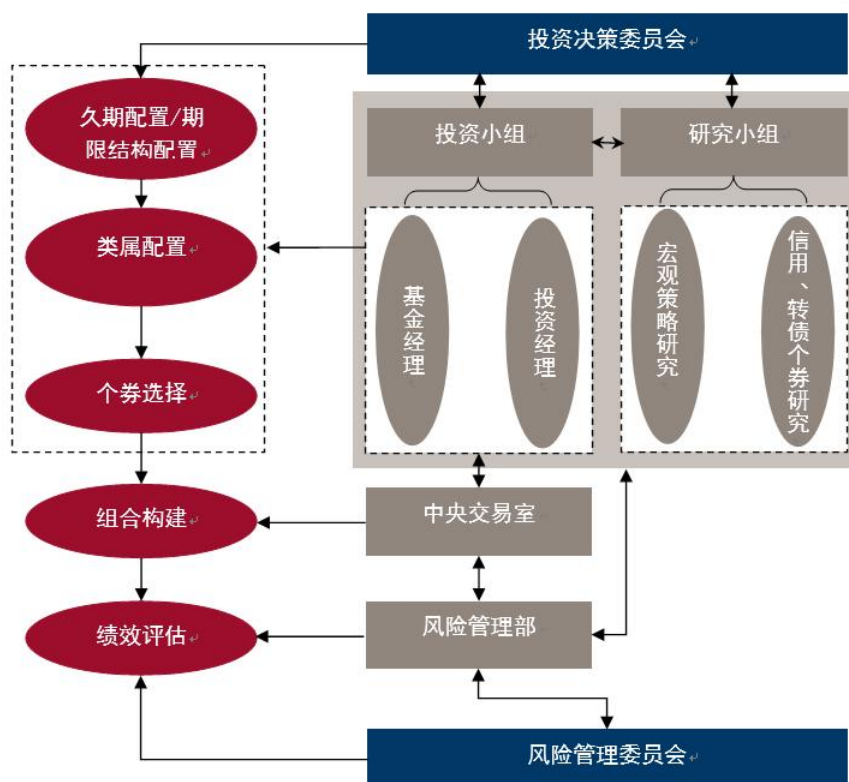 投资决策委员会
久期配置/期
限结构配置
投资小组
研究小组
类属配置
基金经理
投资经理
宏观策略研究
信用、转债个券研究
个券选择
组合构建
中央交易室
绩效评估
风险管理部
风险管理委员会